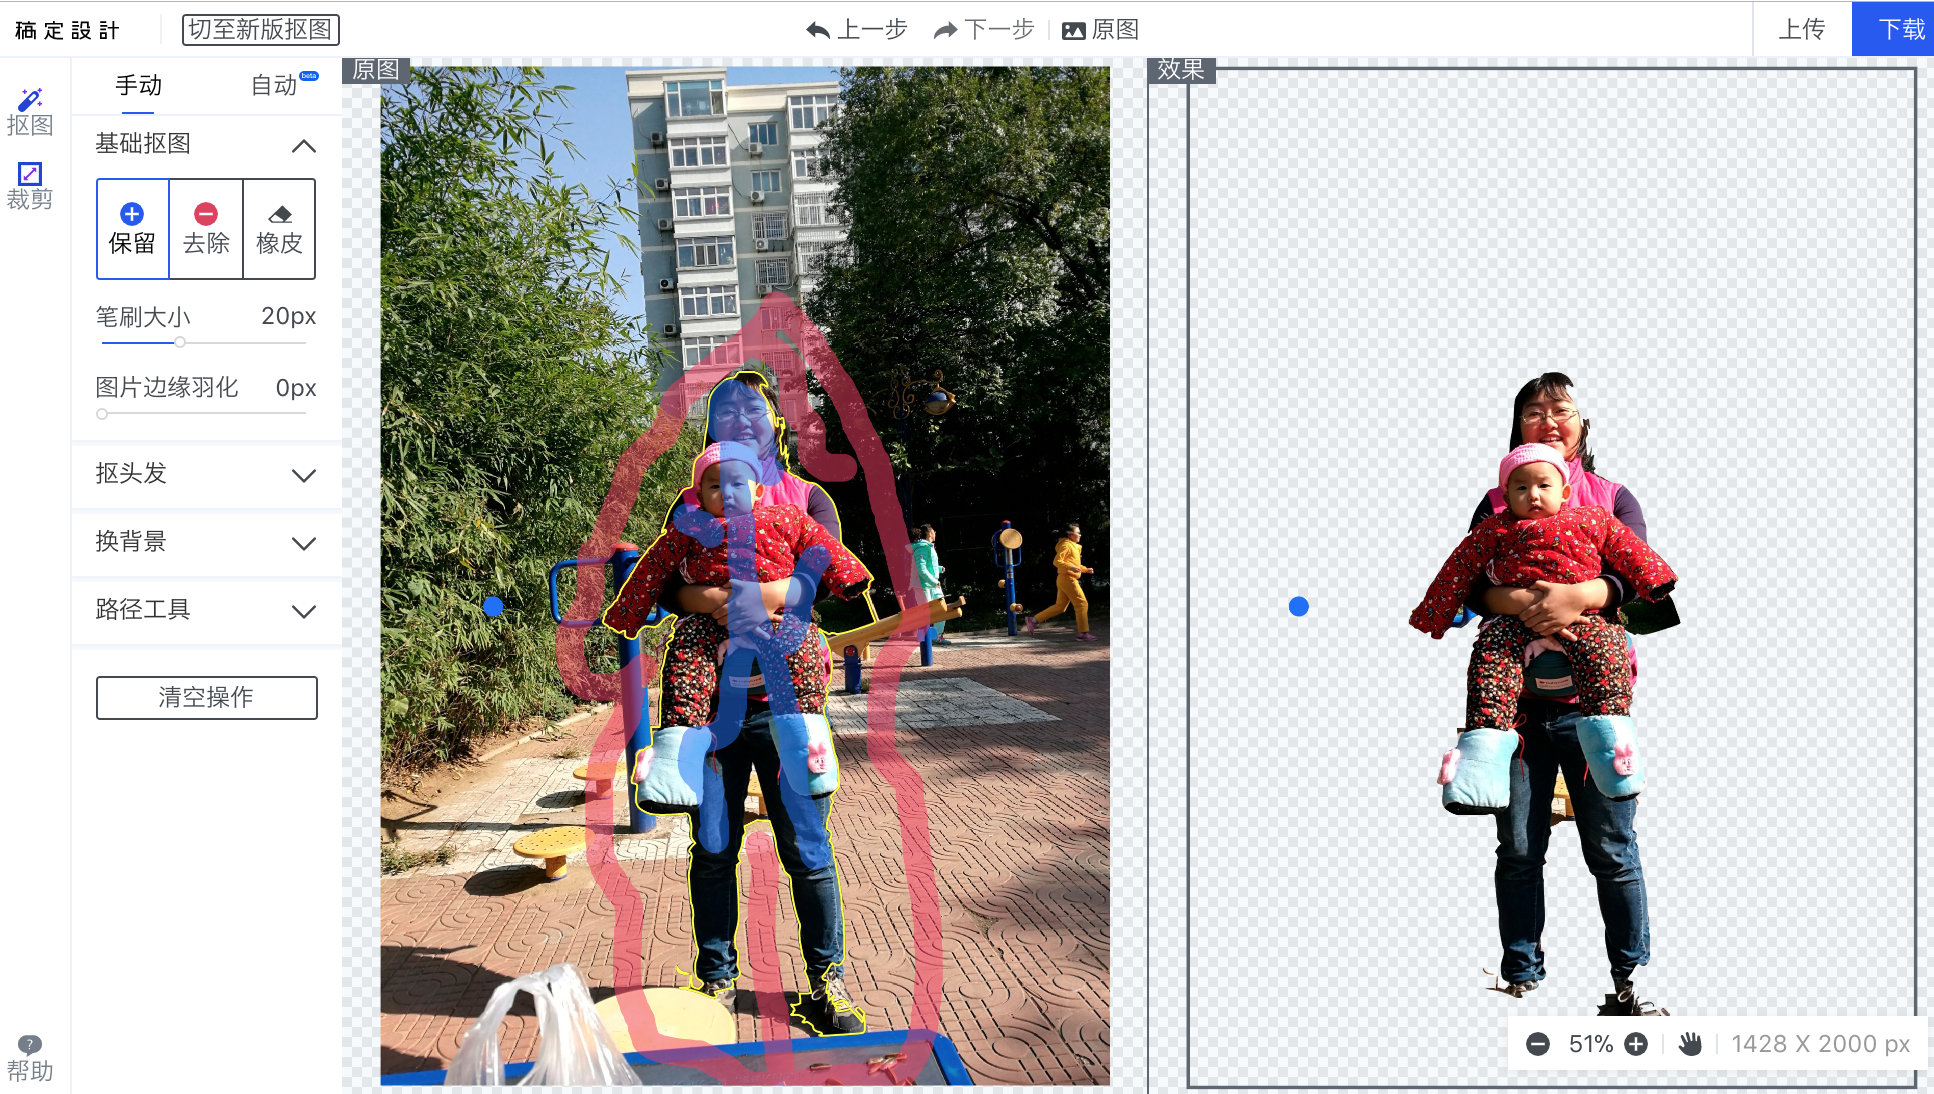 稿定設計
切至新版抠图
上一步
下一步
原图
上传
下载
抠图
裁剪
帮助
手动
自动
beta
基础抠图
保留
去除
橡皮
笔刷大小
20px
图片边缘羽化
0px
抠头发
换背景
路径工具
清空操作
原图
效果
51%
1428 X 2000 px